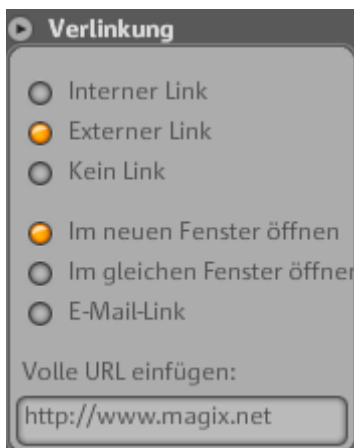 Verlinkung
Interner Link
Externer Link
Kein Link
Im neuen Fenster öffnen
Im gleichen Fenster öffner
E-Mail-Link
Volle URL einfügen:
http://www.magix.net